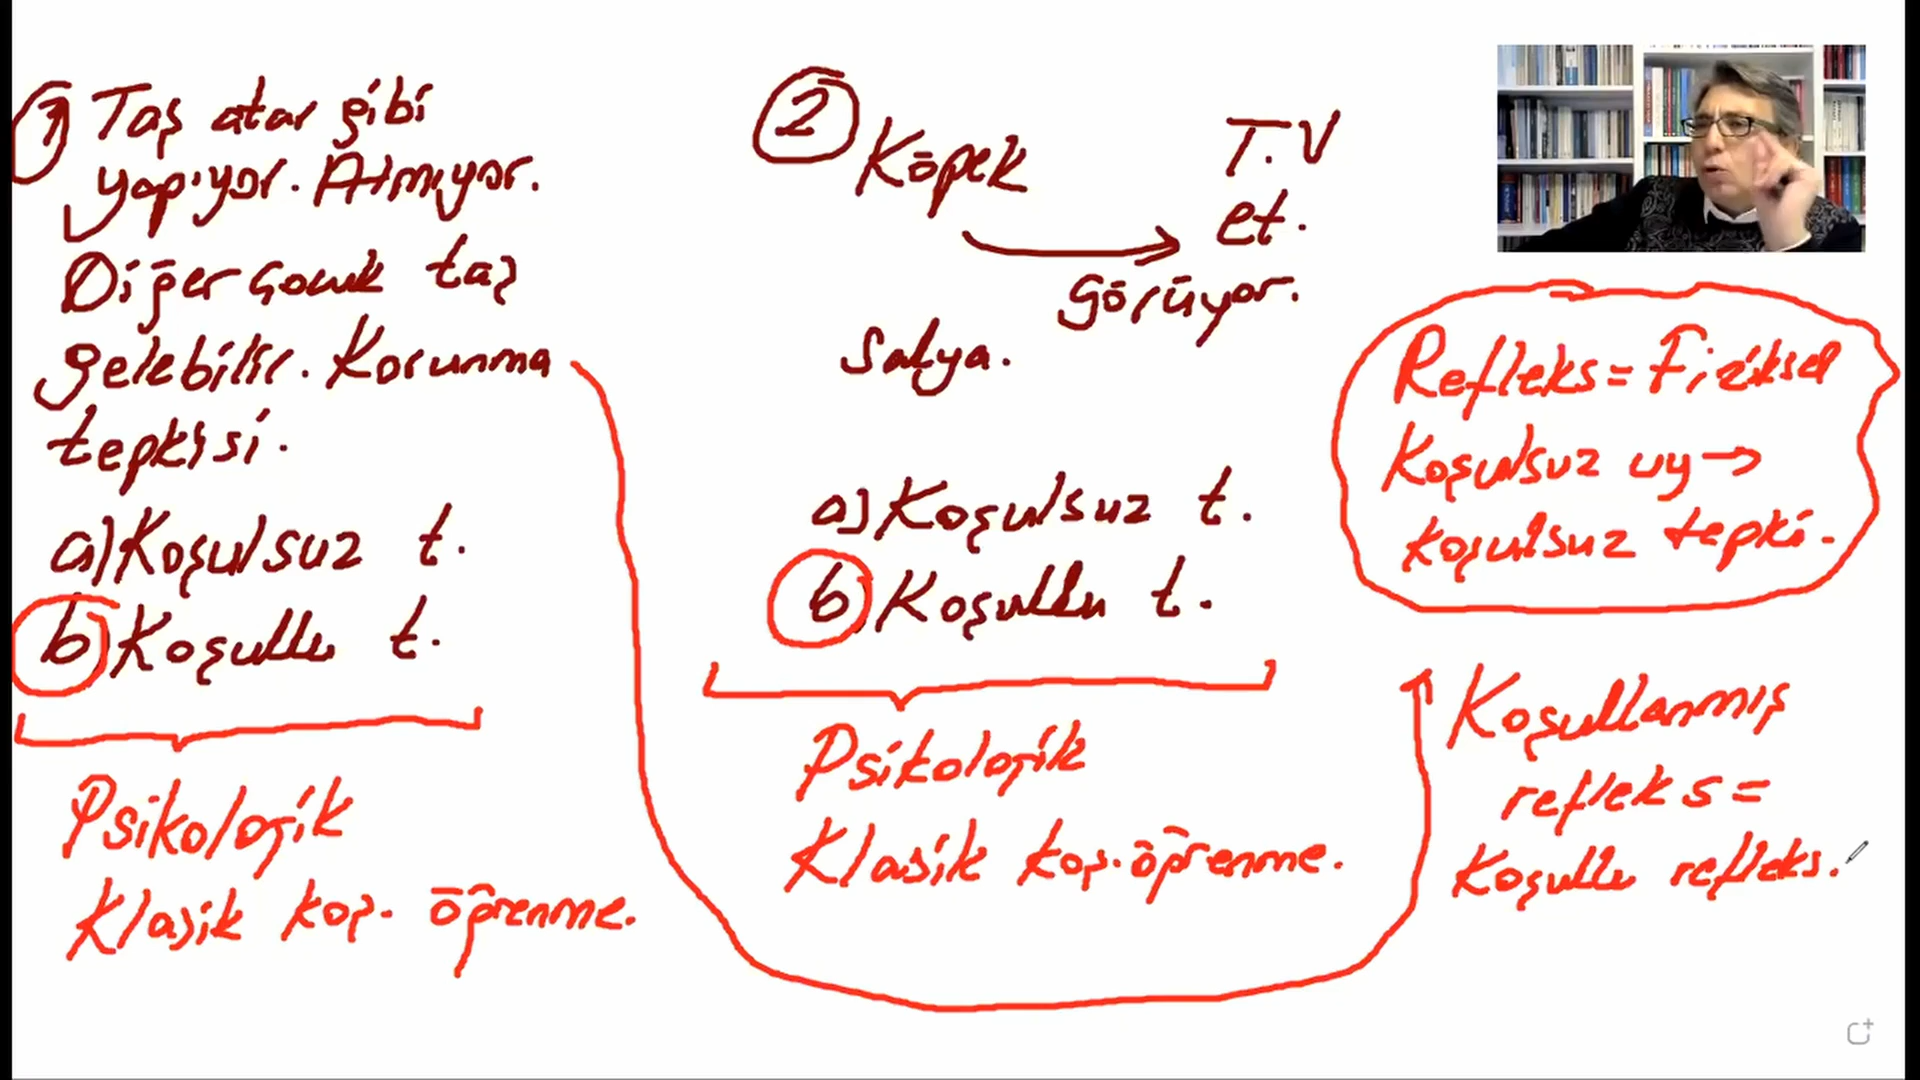 1 Taş atar gibi
yapıyor. Atmıyor.
Diğer çocuk taş
gelebilir. Korunma
tepkisi.
a) Koşulsuz t.
b) Koşullu t.
Psikolojik
Klasik koş. öğrenme.
2 Köpek
T.V
et.
görüyor.
Salya.
a) Koşulsuz t.
b) Koşullu t.
Psikolojik
Klasik koş. öğrenme.
Refleks = Fiziksel
Koşulsuz uy →
koşulsuz tepki.
Koşullanmış
refleks =
Koşullu refleks.